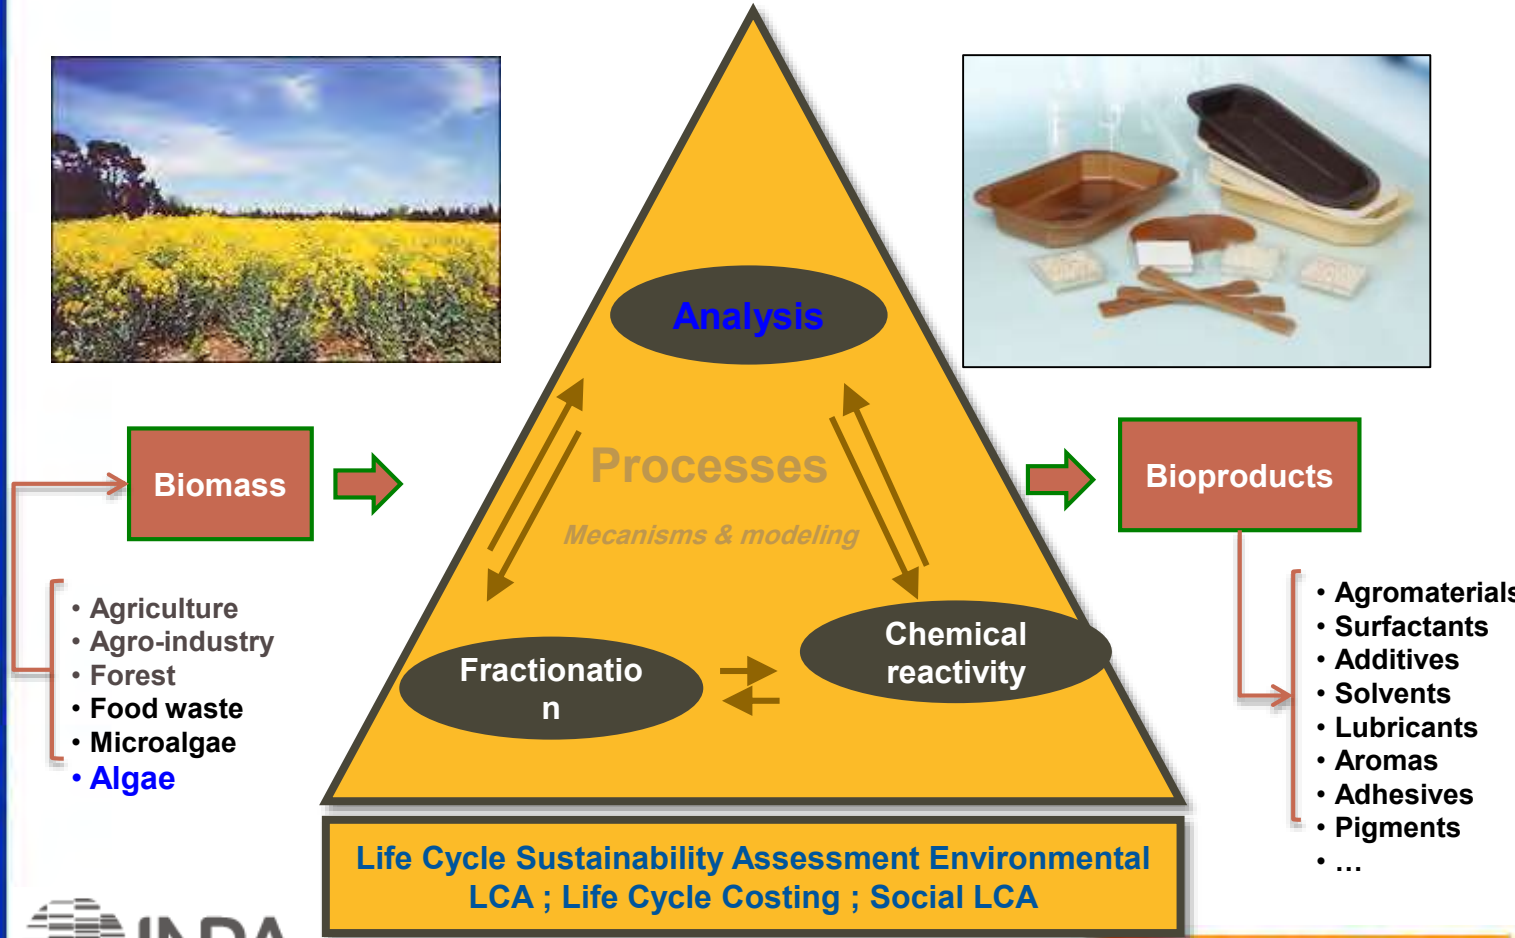 Analysis
Processes
Mecanisms & modeling
Biomass
Bioproducts
• Agriculture
• Agro-industry
• Forest
• Food waste
• Microalgae
• Algae
Fractionatio
n
Chemical
reactivity
• Agromaterials
• Surfactants
• Additives
• Solvents
• Lubricants
• Aromas
• Adhesives
• Pigments
• ...
Life Cycle Sustainability Assessment Environmental
LCA ; Life Cycle Costing ; Social LCA
INRA